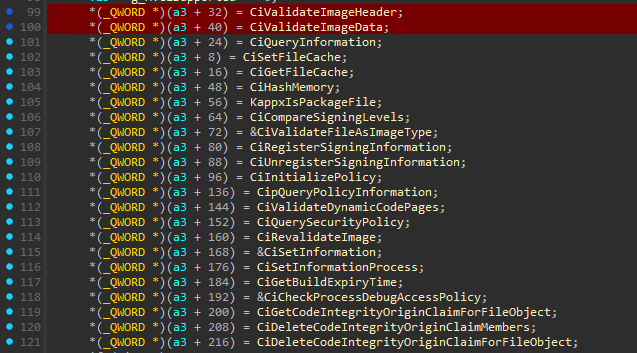 99 *(_QWORD *)(a3 + 32) = CiValidateImageHeader;
100 *(_QWORD *)(a3 + 40) = CiValidateImageData;
101 *(_QWORD *)(a3 + 24) = CiQueryInformation;
102 *(_QWORD *)(a3 + 8) = CiSetFileCache;
103 *(_QWORD *)(a3 + 16) = CiGetFileCache;
104 *(_QWORD *)(a3 + 48) = CiHashMemory;
105 *(_QWORD *)(a3 + 56) = KappxIsPackageFile;
106 *(_QWORD *)(a3 + 64) = CiCompareSigningLevels;
107 *(_QWORD *)(a3 + 72) = &CiValidateFileAsImageType;
108 *(_QWORD *)(a3 + 80) = CiRegisterSigningInformation;
109 *(_QWORD *)(a3 + 88) = CiUnregisterSigningInformation;
110 *(_QWORD *)(a3 + 96) = CiInitializePolicy;
111 *(_QWORD *)(a3 + 136) = CipQueryPolicyInformation;
112 *(_QWORD *)(a3 + 144) = CiValidateDynamicCodePages;
113 *(_QWORD *)(a3 + 152) = CiQuerySecurityPolicy;
114 *(_QWORD *)(a3 + 160) = CiRevalidateImage;
115 *(_QWORD *)(a3 + 168) = &CiSetInformation;
116 *(_QWORD *)(a3 + 176) = CiSetInformationProcess;
117 *(_QWORD *)(a3 + 184) = CiGetBuildExpiryTime;
118 *(_QWORD *)(a3 + 192) = &CiCheckProcessDebugAccessPolicy;
119 *(_QWORD *)(a3 + 200) = CiGetCodeIntegrityOriginClaimForFileObject;
120 *(_QWORD *)(a3 + 208) = CiDeleteCodeIntegrityOriginClaimMembers;
121 *(_QWORD *)(a3 + 216) = CiDeleteCodeIntegrityOriginClaimForFileObject;